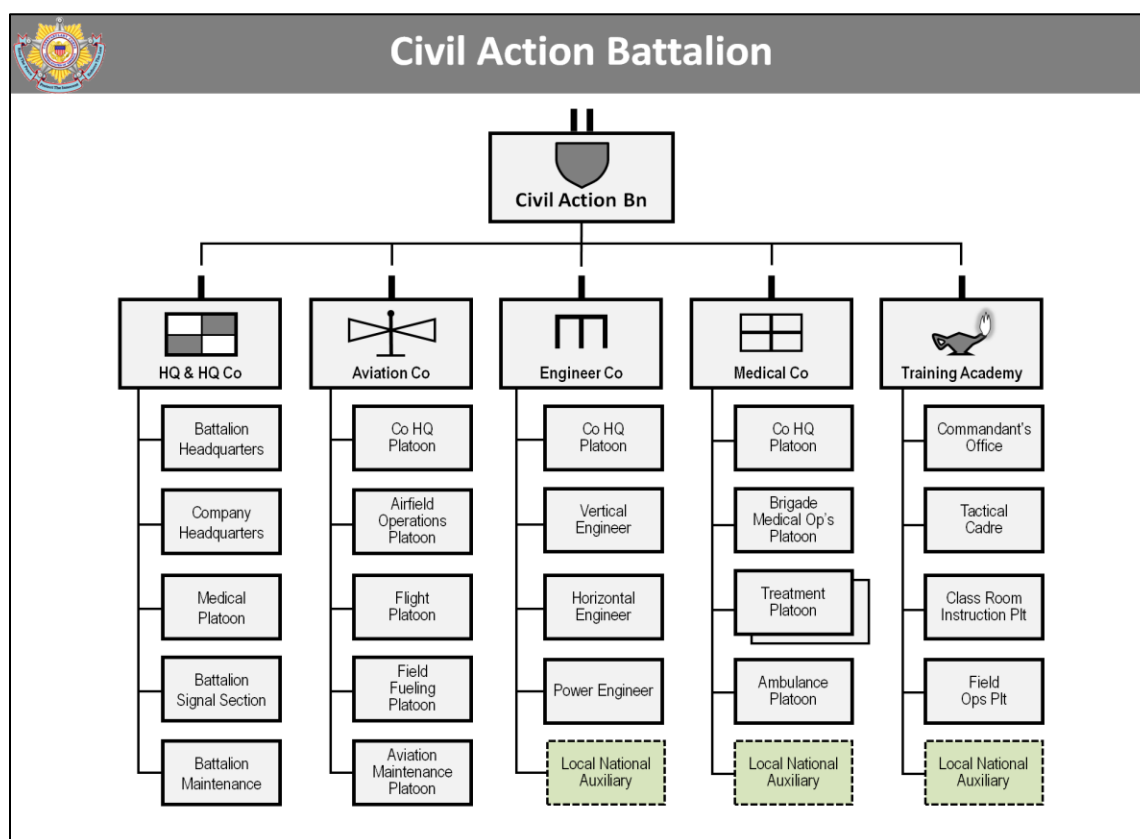 Civil Action Battalion
Civil Action Bn
HQ & HQ Co
Aviation Co
Engineer Co
Medical Co
Training Academy
Battalion
Headquarters
Company
Headquarters
Medical
Platoon
Battalion
Signal Section
Battalion
Maintenance
Co HQ
Platoon
Airfield
Operations
Platoon
Flight
Platoon
Field
Fueling
Platoon
Aviation
Maintenance
Platoon
Co HQ
Platoon
Vertical
Engineer
Horizontal
Engineer
Power Engineer
Local National
Auxiliary
Co HQ
Platoon
Brigade
Medical Op's
Platoon
Treatment
Platoon
Ambulance
Platoon
Local National
Auxiliary
Commandant's
Office
Tactical
Cadre
Class Room
Instruction Plt
Field
Ops Plt
Local National
Auxiliary